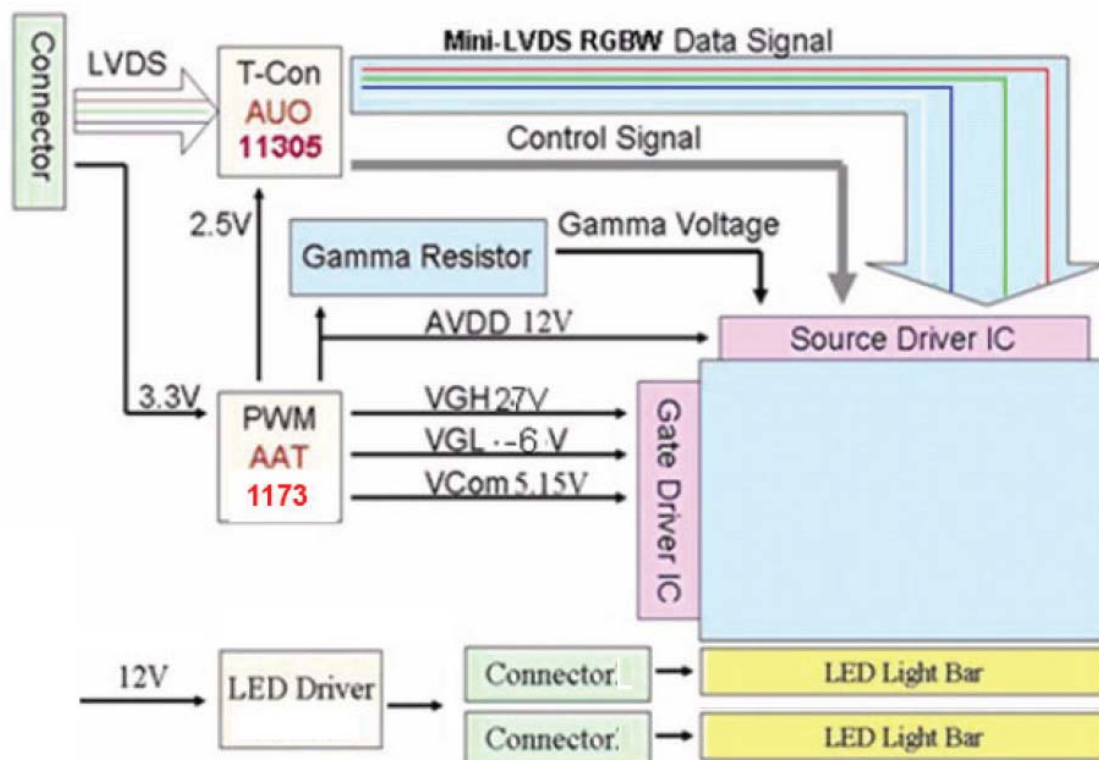 Connector
LVDS
T-Con
AUO
11305
Mini-LVDS RGBW Data Signal
Control Signal
2.5V
Gamma Resistor
Gamma Voltage
AVDD 12V
Source Driver IC
3.3V
PWM
AAT
1173
VGH 27V
VGL -6 V
VCom 5.15V
Gate Driver IC
12V
LED Driver
Connector
LED Light Bar
Connector
LED Light Bar